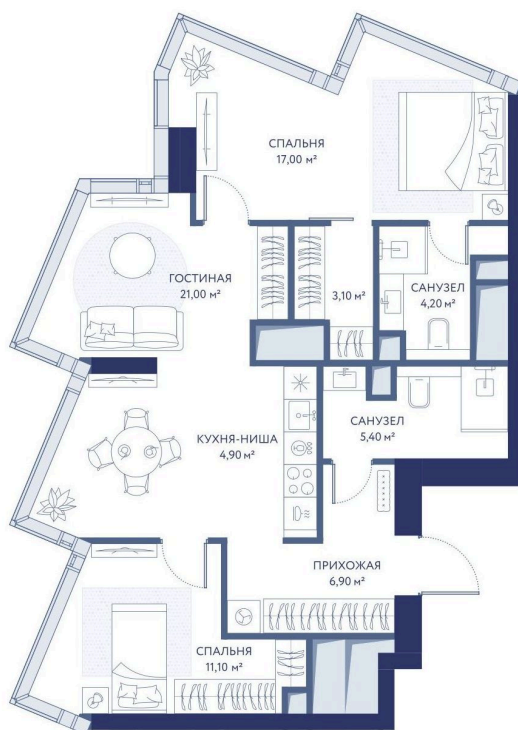 СПАЛЬНЯ
17,00 м²
ГОСТИНАЯ
21,00 м²
3,10 м²
САНУЗЕЛ
4,20 м²
САНУЗЕЛ
5,40 м²
КУХНЯ-НИША
4,90 м²
ПРИХОЖАЯ
6,90 м²
СПАЛЬНЯ
11,10 м²